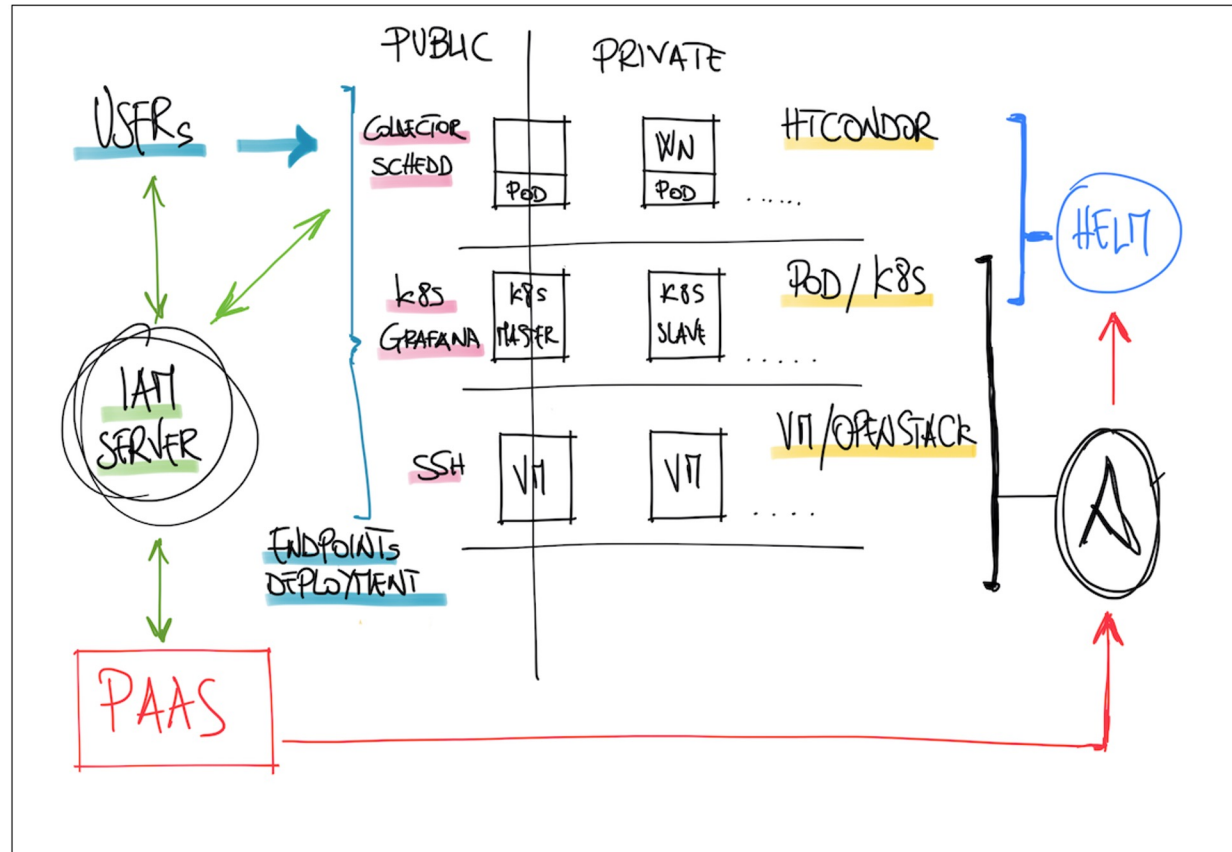 PUBLIC
PRIVATE
USERs
COLLECTOR
SCHEDD
POD
WN
POD
......
HTCONDOR
HELM
K8S
GRAFANA
K8S
MASTER
K8S
SLAVE
.....
POD/K8S
IAM
SERVER
SSH
VM
VM
....
VM/OPENSTACK
A
ENDPOINTs
DEPLOYMENT
PAAS